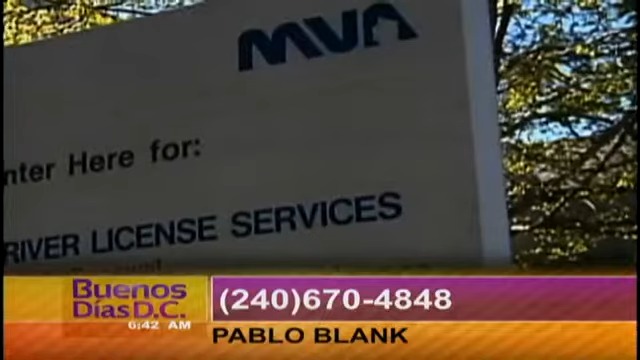 MVA
nter Here for:
RIVER LICENSE SERVICES
Buenos
Días D.C.
6:42 AM
(240)670-4848
PABLO BLANK